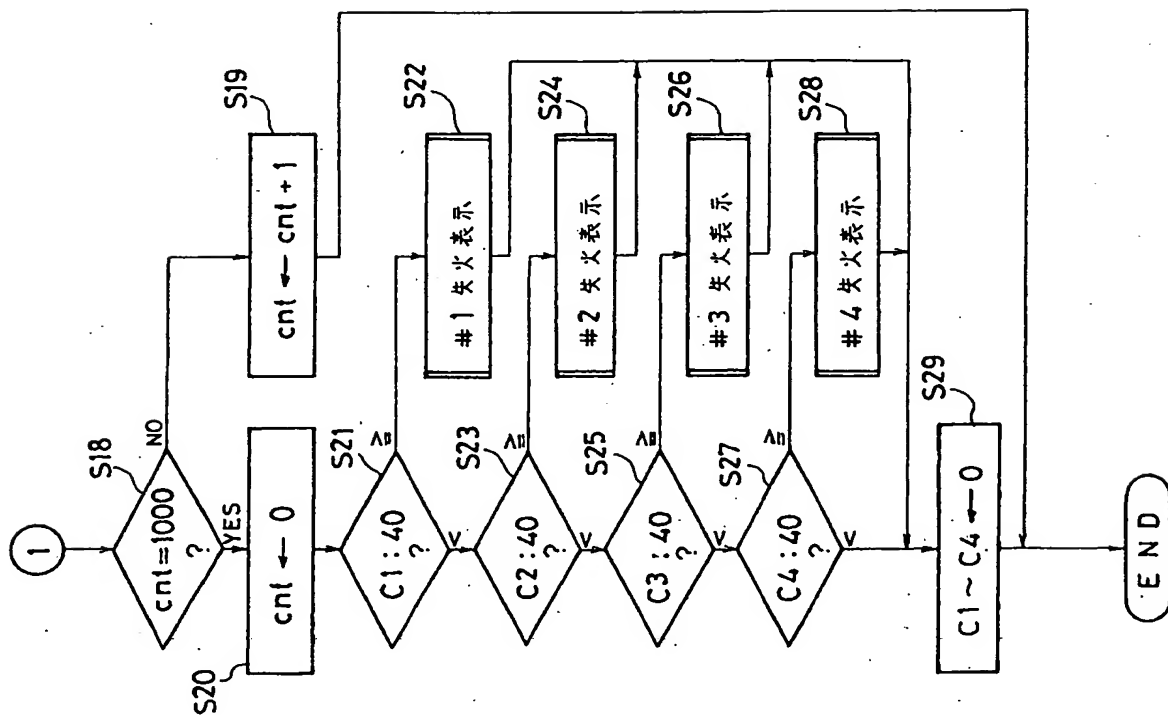 1
S18
cnt=1000
?
NO
YES
S19
cnt ← cnt + 1
S20
cnt ← 0
S21
C1 : 40
?
≧
<
S22
#1 失火表示
S23
C2 : 40
?
≧
<
S24
#2 失火表示
S25
C3 : 40
?
≧
<
S26
#3 失火表示
S27
C4 : 40
?
≧
<
S28
#4 失火表示
S29
C1 ~ C4 ← 0
END